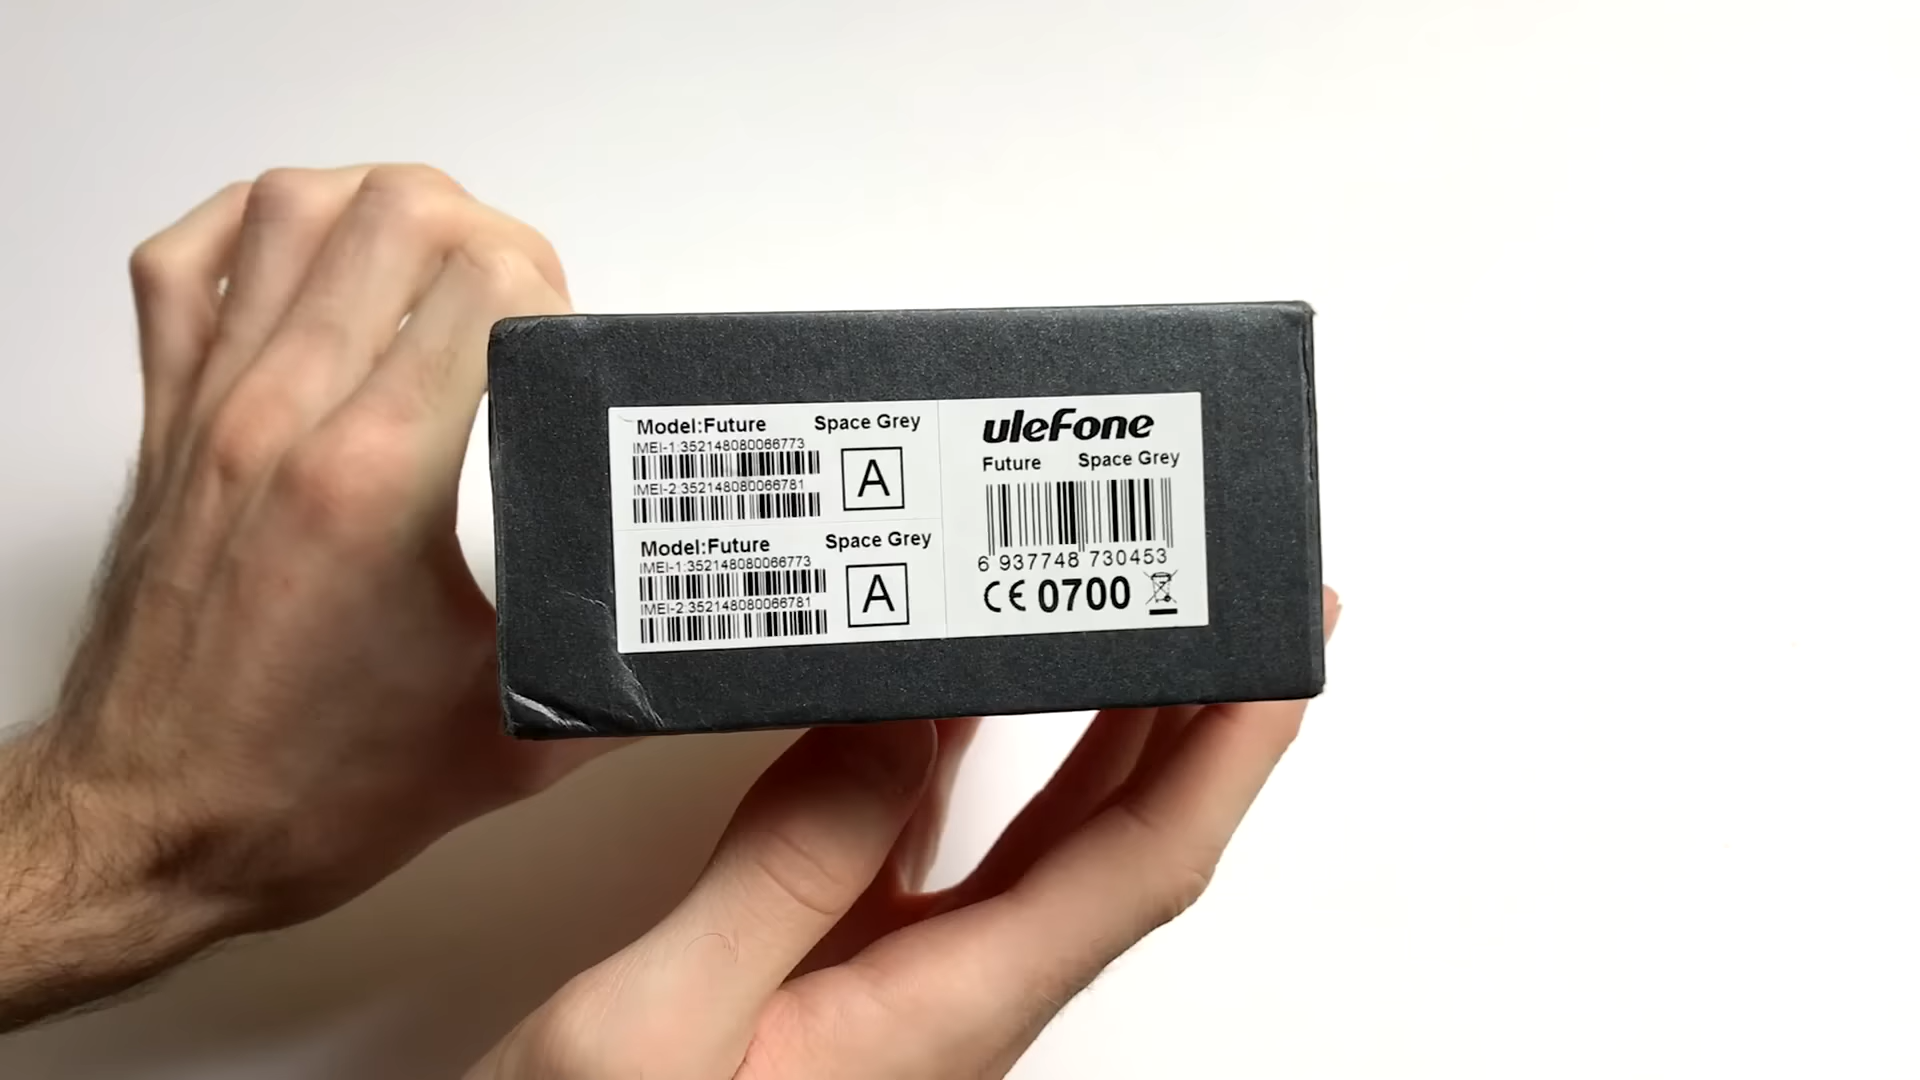 Model:Future Space Grey
IMEI-1:352148080066773
IMEI-2:352148080066781
A
Model:Future Space Grey
IMEI-1:352148080066773
IMEI-2:352148080066781
A
uleFone
Future Space Grey
6 937748 730453
CE 0700